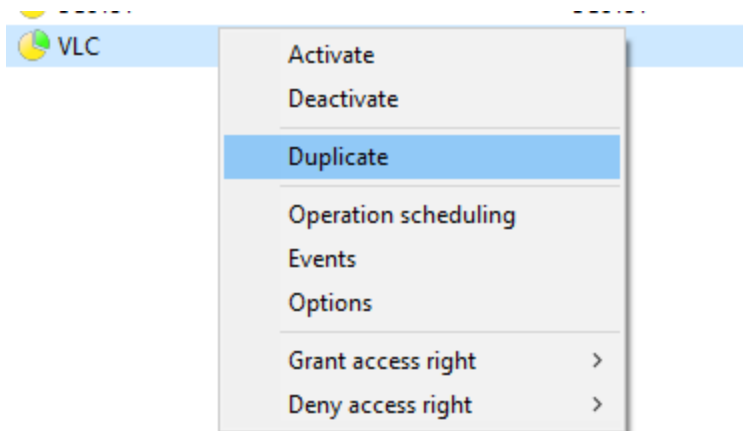 VLC
Activate
Deactivate
Duplicate
Operation scheduling
Events
Options
Grant access right
Deny access right